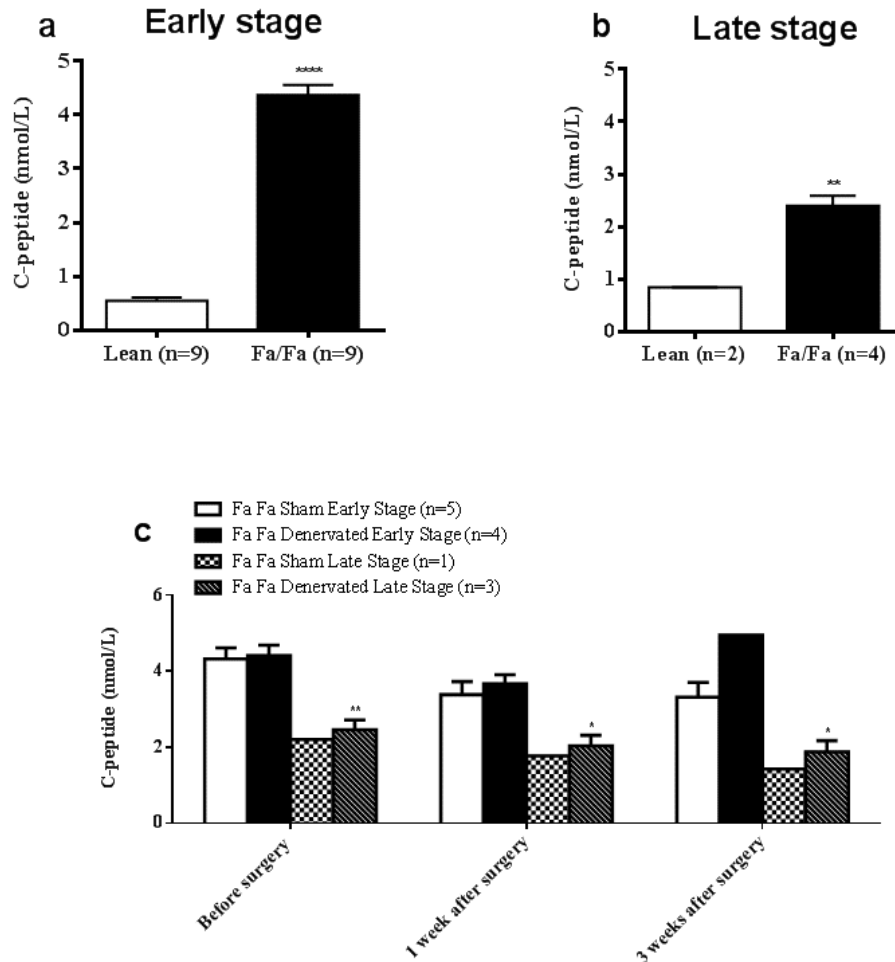 a
Early stage
C-peptide (nmol/L)
5
4
3
2
1
0
****
Lean (n=9)
Fa/Fa (n=9)
b
Late stage
C-peptide (nmol/L)
5
4
3
2
1
0
**
Lean (n=2)
Fa/Fa (n=4)
c
Fa Fa Sham Early Stage (n=5)
Fa Fa Denervated Early Stage (n=4)
Fa Fa Sham Late Stage (n=1)
Fa Fa Denervated Late Stage (n=3)
C-peptide (nmol/L)
6
4
2
0
**
*
*
Before surgery
1 week after surgery
3 weeks after surgery